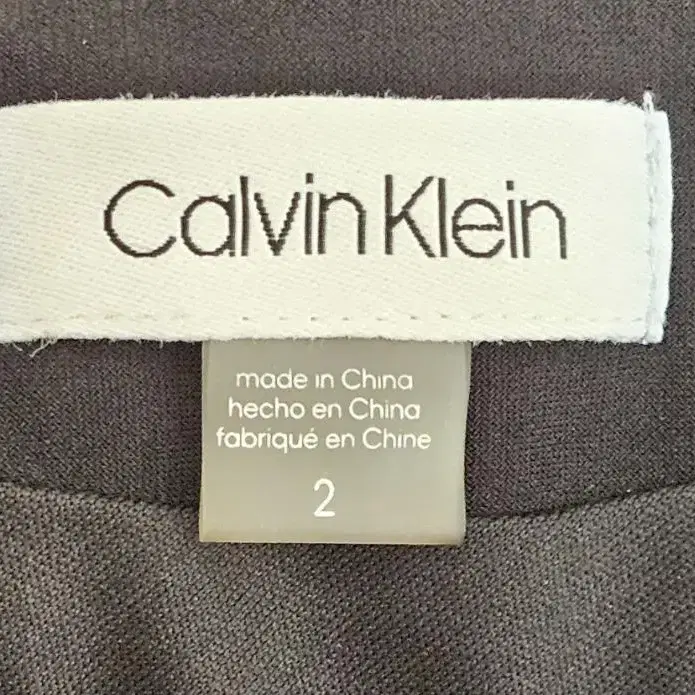 Calvin Klein
made in China
hecho en China
fabriqué en Chine
2